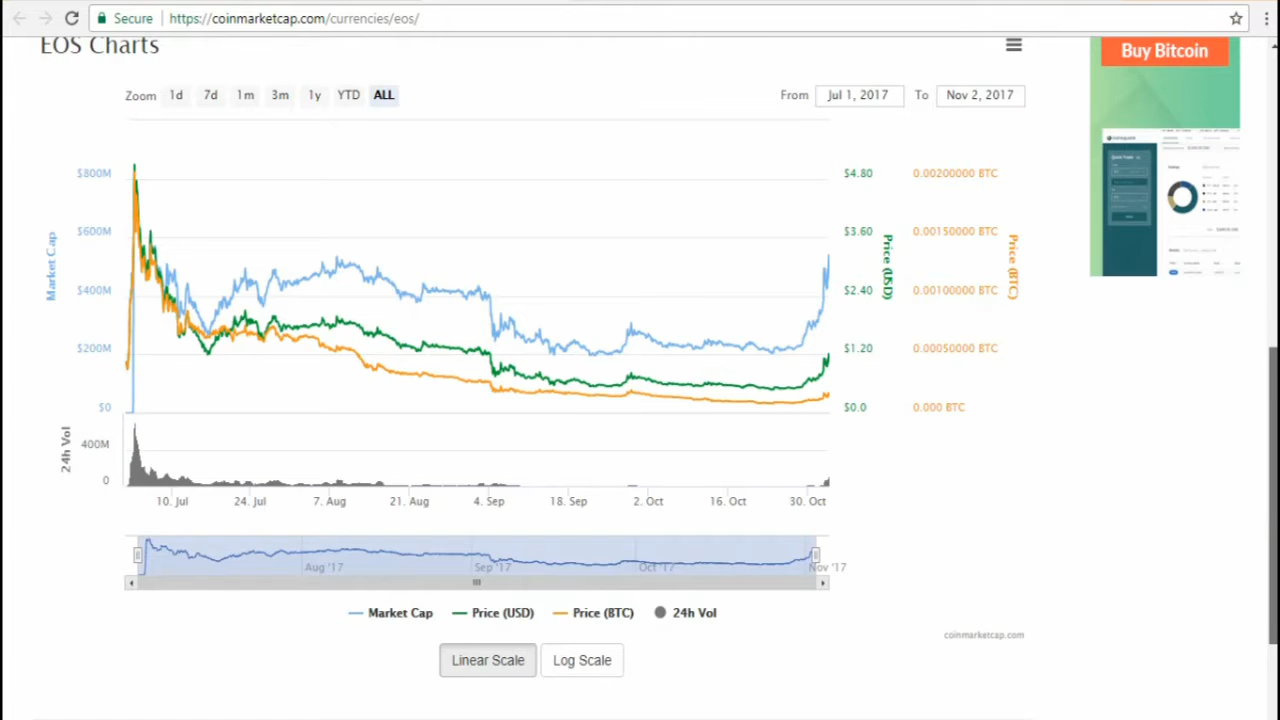 Secure
https://coinmarketcap.com/currencies/eos/
EOS Charts
Buy Bitcoin
Zoom 1d 7d 1m 3m 1y YTD ALL
From Jul 1, 2017 To Nov 2, 2017
$800M $4.80 0.00200000 BTC
$600M $3.60 0.00150000 BTC
$400M $2.40 0.00100000 BTC
$200M $1.20 0.00050000 BTC
$0 $0.0 0.000 BTC
Market Cap
Price (USD)
Price (BTC)
24h Vol
400M
0
10. Jul 24. Jul 7. Aug 21. Aug 4. Sep 18. Sep 2. Oct 16. Oct 30. Oct
Aug '17 Sep '17 Oct '17 Nov '17
Market Cap Price (USD) Price (BTC) 24h Vol
coinmarketcap.com
Linear Scale Log Scale